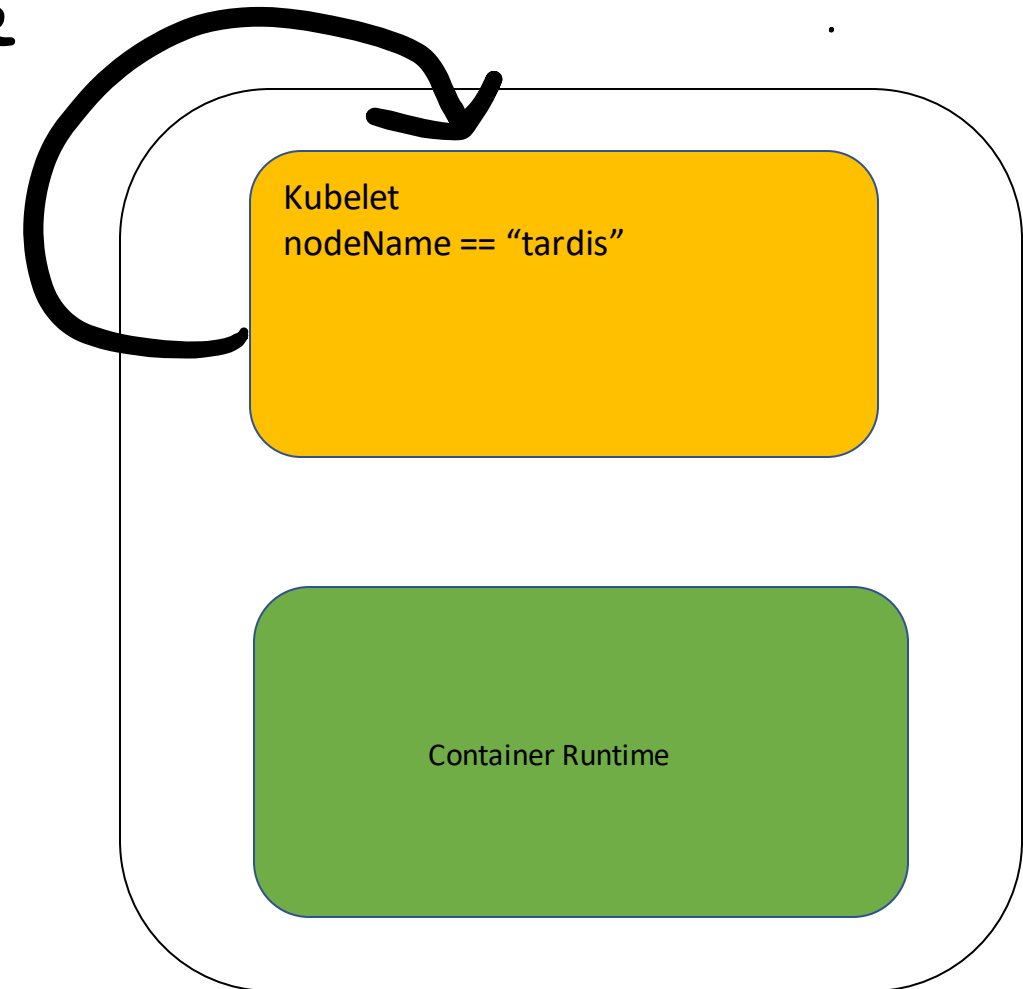 Kubelet
nodeName == “tardis”
Container Runtime